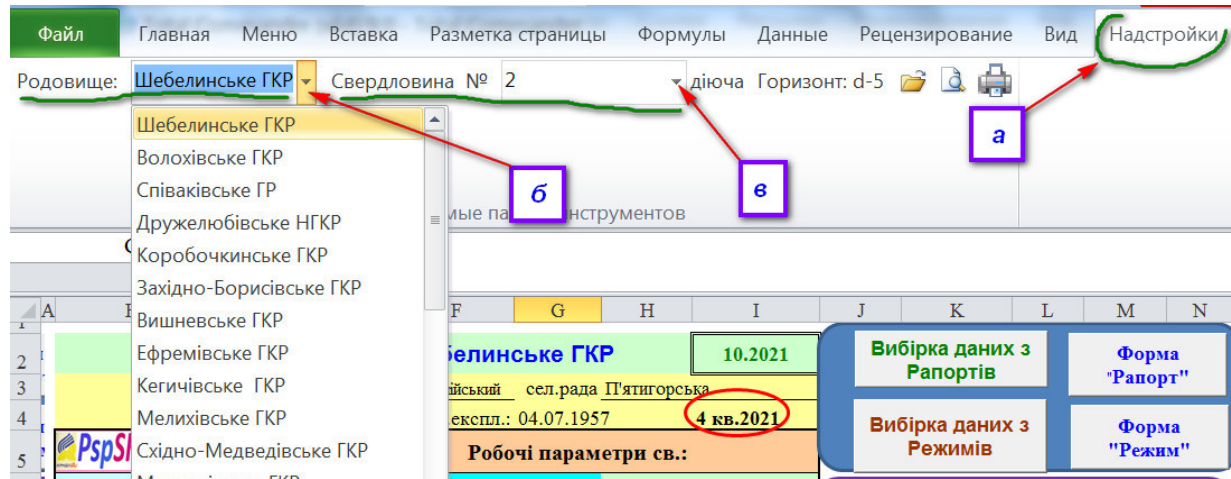 Файл Главная Меню Вставка Разметка страницы Формулы Данные Рецензирование Вид Надстройки
Родовище: Шебелинське ГКР Свердловина № 2 діюча Горизонт: d-5
а
Шебелинське ГКР
Волохівське ГКР
Співаківське ГР
б
в
Дружелюбівське НГКР
Коробочкинське ГКР
Західно-Борисівське ГКР
Вишневське ГКР
Ефремівське ГКР
Кегичівське ГКР
Мелихівське ГКР
Східно-Медведівське ГКР
A F G H I J K L M N
2 ГКР 10.2021
3 сел.рада П'ятигорська
4 експл.: 04.07.1957 4 кв.2021
5 Робочі параметри св.:
Вибірка даних з
Рапортів
Форма
"Рапорт"
Вибірка даних з
Режимів
Форма
"Режим"